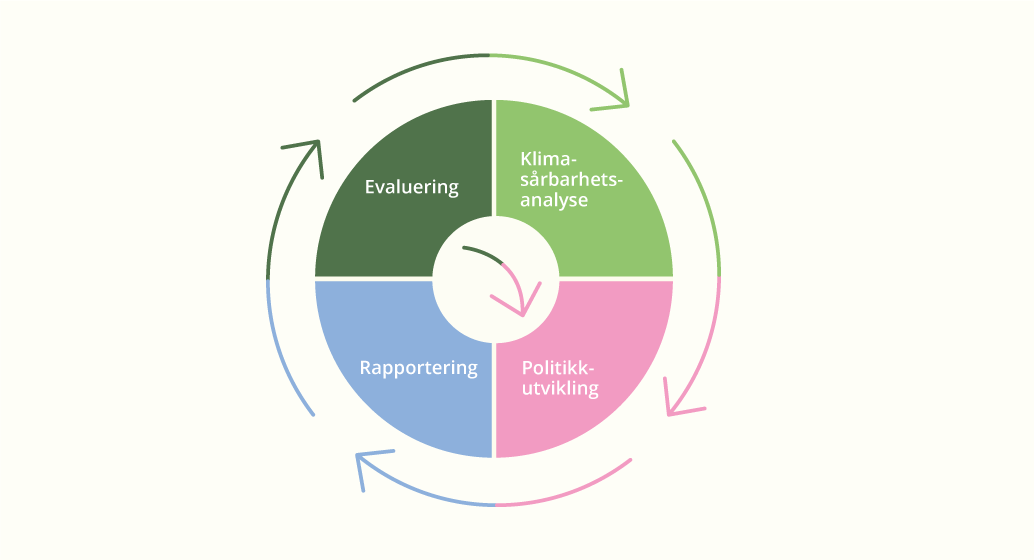 Evaluering
Klima-
sårbarhets-
analyse
Rapportering
Politikk-
utvikling